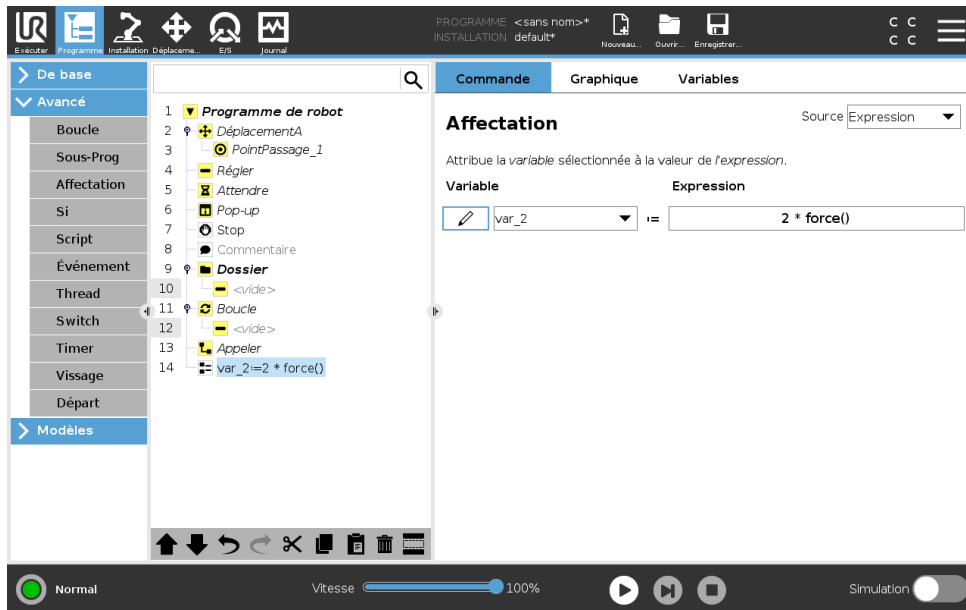 PROGRAMME <sans nom>*
INSTALLATION default*
Exécuter Programme Installation Déplaceme... E/S Journal
Nouveau... Ouvrir... Enregistrer...
C C
C C
De base
Avancé
Boucle
Sous-Prog
Affectation
Si
Script
Événement
Thread
Switch
Timer
Vissage
Départ
Modèles
1 Programme de robot
2 DéplacementA
3 PointPassage_1
4 Régler
5 Attendre
6 Pop-up
7 Stop
8 Commentaire
9 Dossier
10 <vide>
11 Boucle
12 <vide>
13 Appeler
14 var_2:=2 * force()
Commande Graphique Variables
Affectation
Source Expression
Attribue la variable sélectionnée à la valeur de l'expression.
Variable Expression
var_2 := 2 * force()
Normal
Vitesse 100%
Simulation